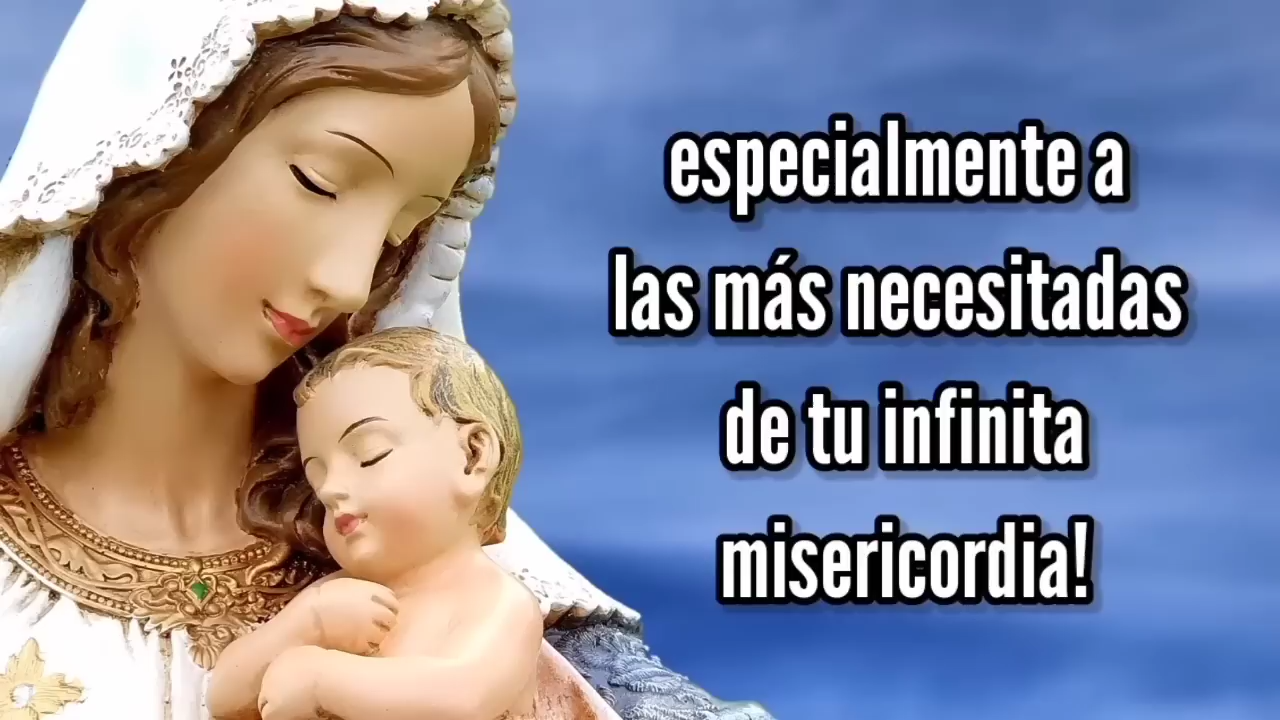 especialmente a
las más necesitadas
de tu infinita
misericordia!